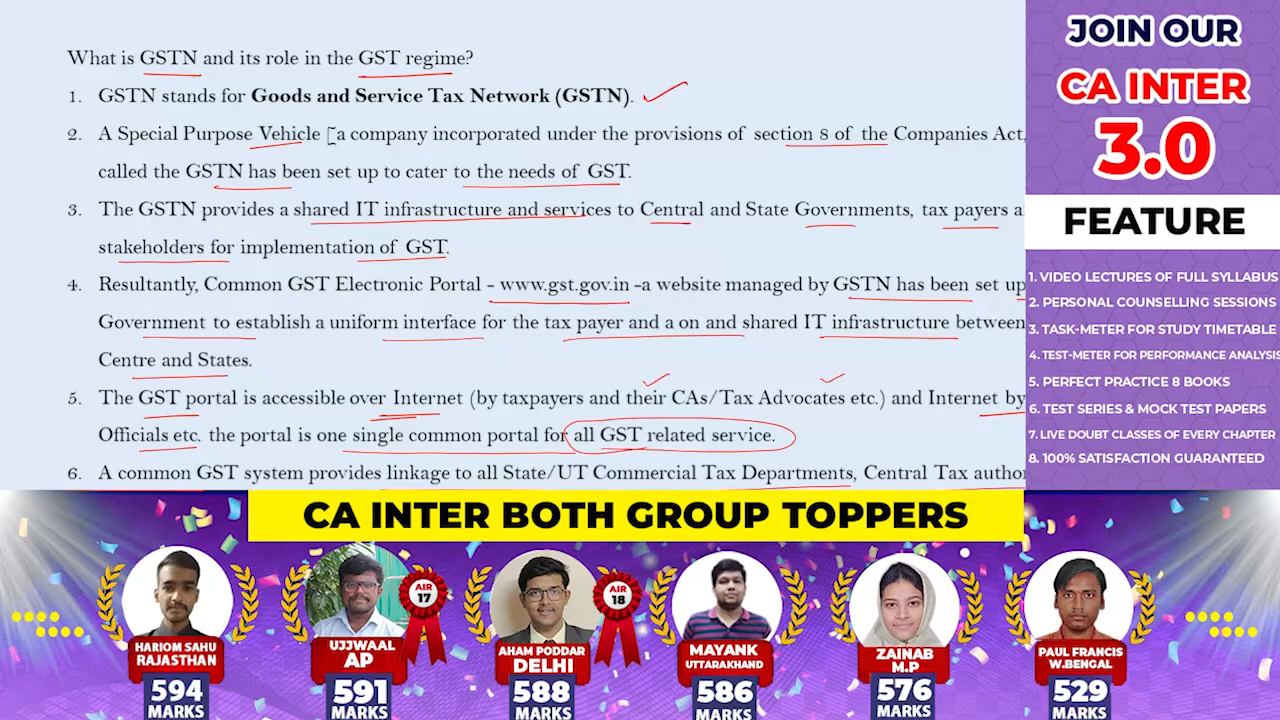 What is GSTN and its role in the GST regime?
1. GSTN stands for Goods and Service Tax Network (GSTN).
2. A Special Purpose Vehicle [a company incorporated under the provisions of section 8 of the Companies Act,
called the GSTN has been set up to cater to the needs of GST.
3. The GSTN provides a shared IT infrastructure and services to Central and State Governments, tax payers a
stakeholders for implementation of GST.
4. Resultantly, Common GST Electronic Portal – www.gst.gov.in –a website managed by GSTN has been set up
Government to establish a uniform interface for the tax payer and a on and shared IT infrastructure between
Centre and States.
5. The GST portal is accessible over Internet (by taxpayers and their CAs/Tax Advocates etc.) and Internet by
Officials etc. the portal is one single common portal for all GST related service.
6. A common GST system provides linkage to all State/UT Commercial Tax Departments, Central Tax author
JOIN OUR
CA INTER
3.0
FEATURE
1. VIDEO LECTURES OF FULL SYLLABUS
2. PERSONAL COUNSELLING SESSIONS
3. TASK-METER FOR STUDY TIMETABLE
4. TEST-METER FOR PERFORMANCE ANALYSIS
5. PERFECT PRACTICE 8 BOOKS
6. TEST SERIES & MOCK TEST PAPERS
7. LIVE DOUBT CLASSES OF EVERY CHAPTER
8. 100% SATISFACTION GUARANTEED
CA INTER BOTH GROUP TOPPERS
AIR
17
AIR
18
HARIOM SAHU
RAJASTHAN
594
MARKS
UJJWAAL
AP
591
MARKS
AHAM PODDAR
DELHI
588
MARKS
MAYANK
UTTARAKHAND
586
MARKS
ZAINAB
M.P
576
MARKS
PAUL FRANCIS
W.BENGAL
529
MARKS